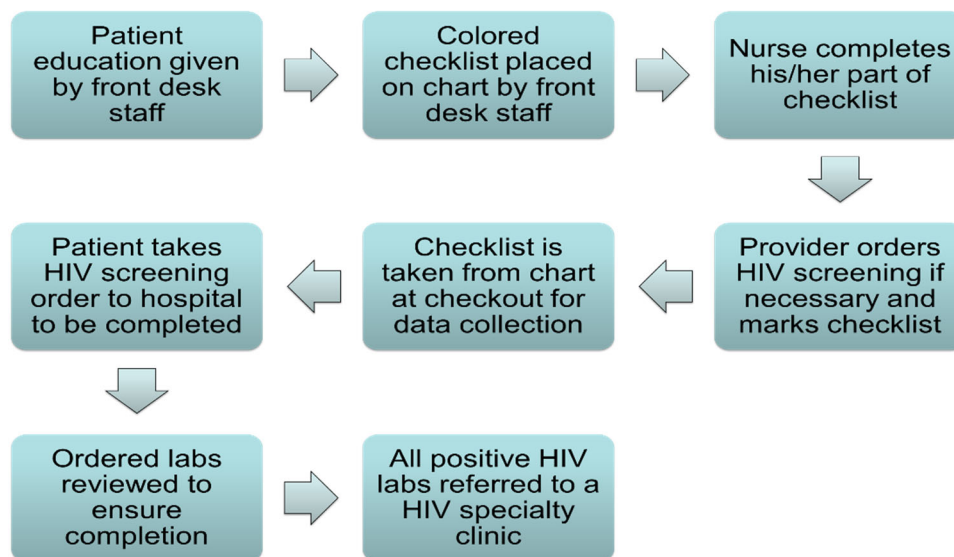 Patient
education given
by front desk
staff
Colored
checklist placed
on chart by front
desk staff
Nurse completes
his/her part of
checklist
Provider orders
HIV screening if
necessary and
marks checklist
Checklist is
taken from chart
at checkout for
data collection
Patient takes
HIV screening
order to hospital
to be completed
Ordered labs
reviewed to
ensure
completion
All positive HIV
labs referred to a
HIV specialty
clinic